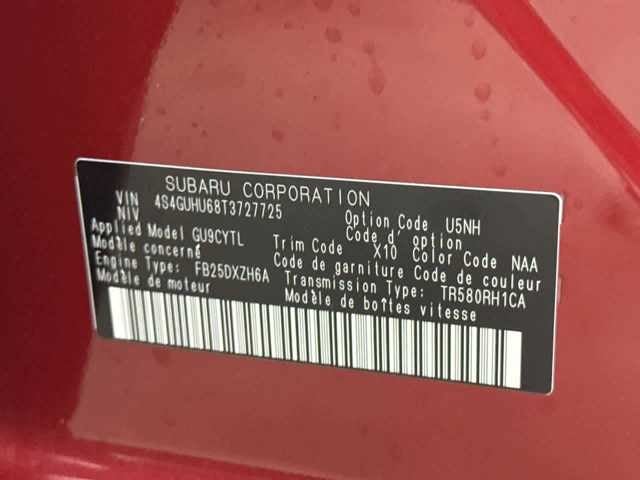 SUBARU CORPORATION
VIN 4S4GUHU68T3727725 Option Code U5NH
NIV Code d' option
Applied Model GU9CYTL Trim Code X10 Color Code NAA
Modèle concerné Code de garniture Code de couleur
Engine Type: FB25DXZH6A Transmission Type: TR580RH1CA
Modèle de moteur Modèle de boîtes vitesse